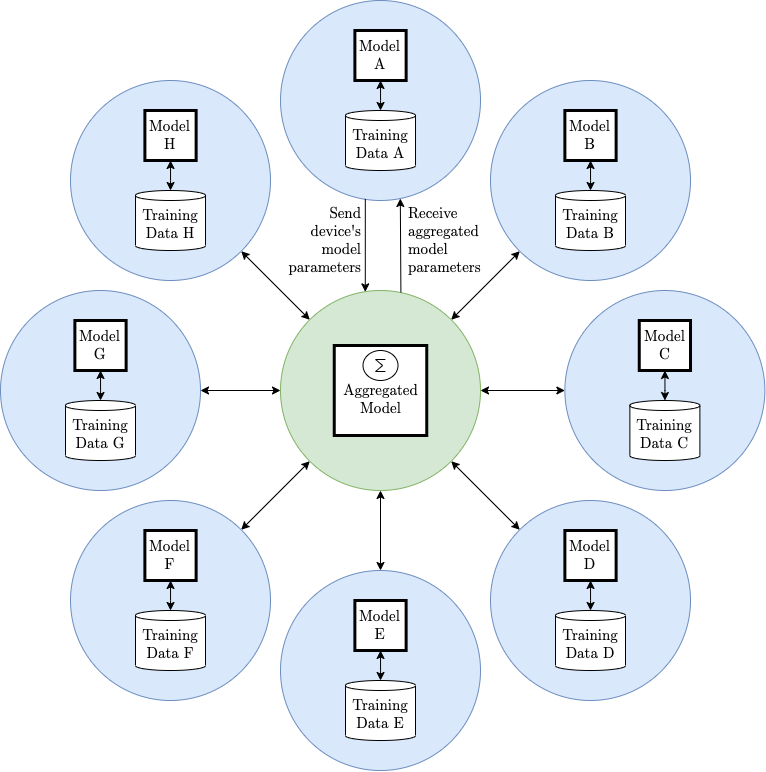 Model
A
Training
Data A
Model
H
Training
Data H
Model
B
Training
Data B
Send
device's
model
parameters
Receive
aggregated
model
parameters
Model
G
Training
Data G
Σ
Aggregated
Model
Model
C
Training
Data C
Model
F
Training
Data F
Model
D
Training
Data D
Model
E
Training
Data E